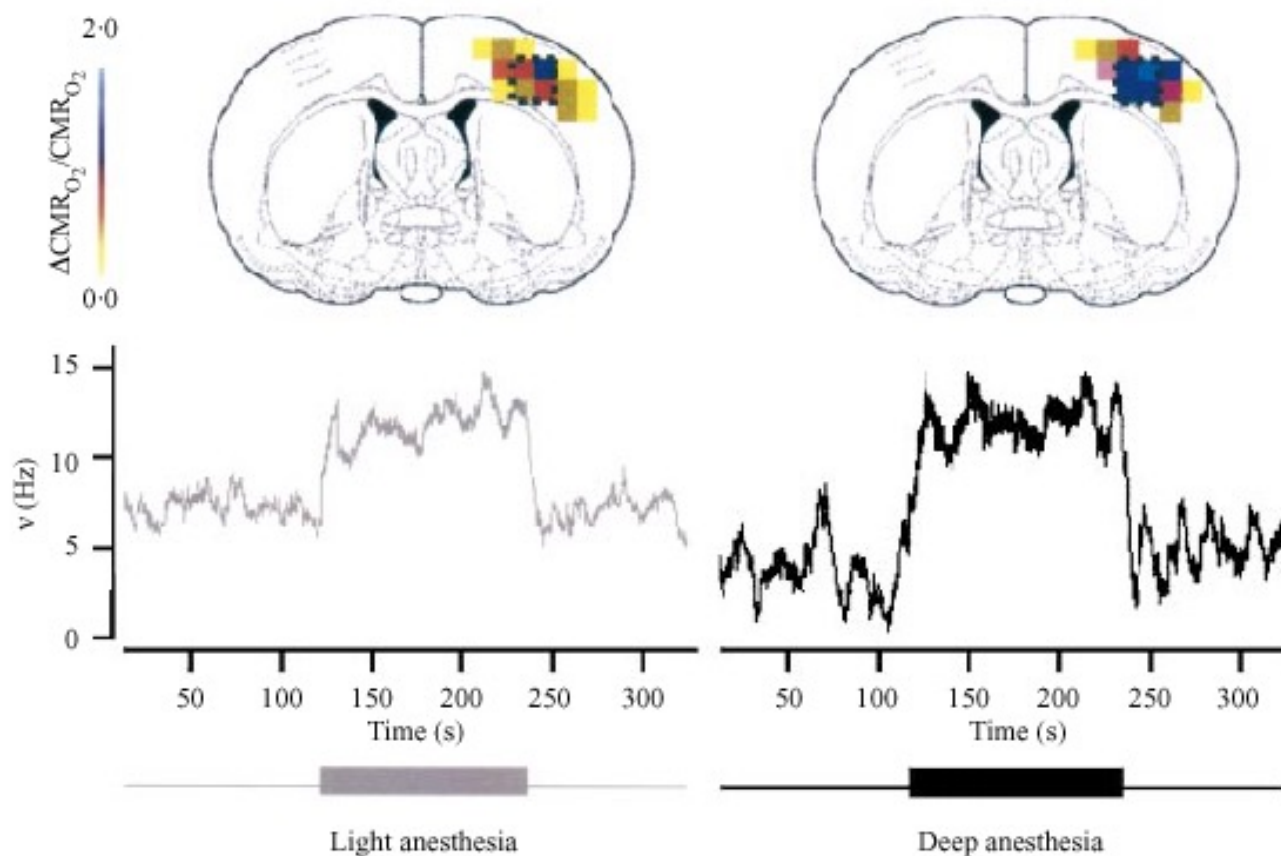 2·0
ΔCMRO2/CMRO2
0·0
15
10
5
0
ν (Hz)
50 100 150 200 250 300
50 100 150 200 250 300
Time (s)
Time (s)
Light anesthesia
Deep anesthesia